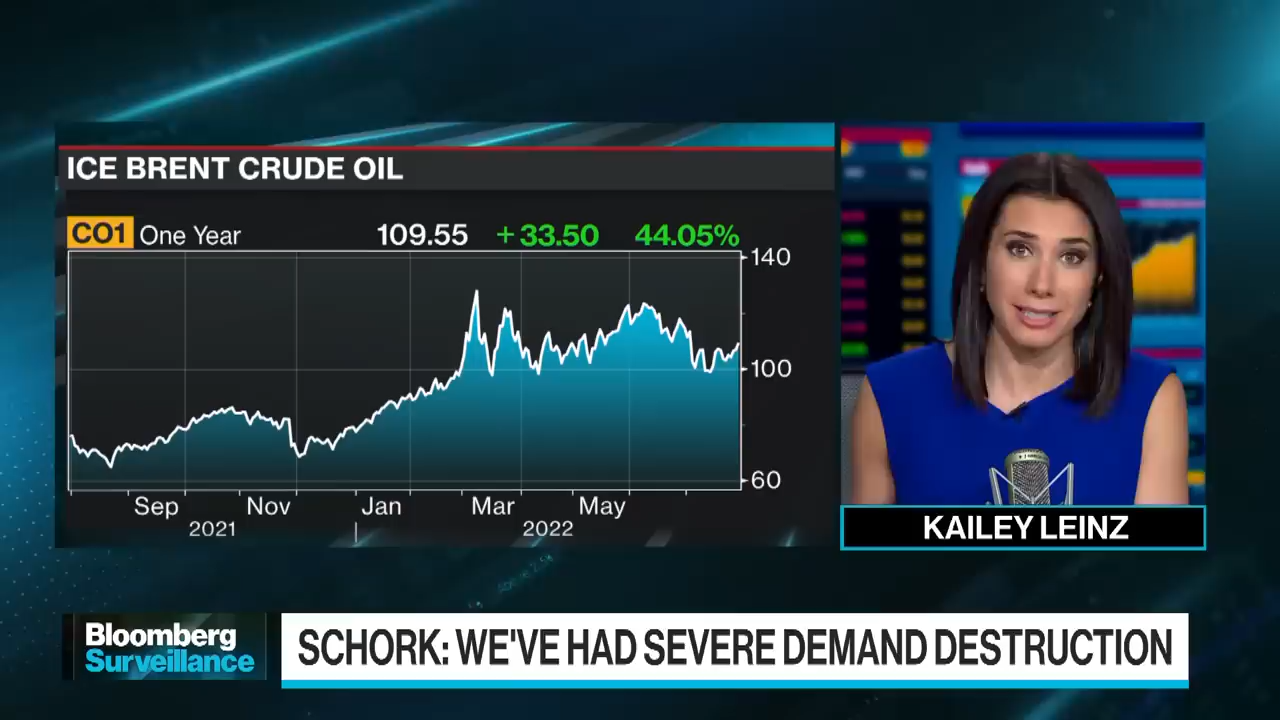 ICE BRENT CRUDE OIL
CO1 One Year 109.55 +33.50 44.05%
140
100
60
Sep Nov Jan Mar May
2021 2022
KAILEY LEINZ
Bloomberg
Surveillance
SCHORK: WE'VE HAD SEVERE DEMAND DESTRUCTION